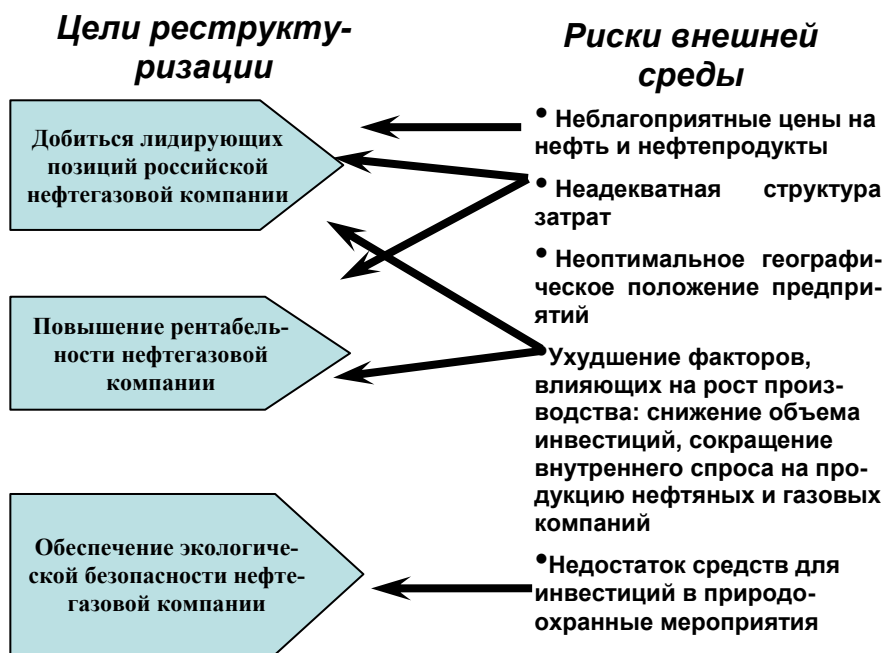 Цели реструкту-
ризации
Добиться лидирующих
позиций российской
нефтегазовой компании
Повышение рентабель-
ности нефтегазовой
компании
Обеспечение экологиче-
ской безопасности нефте-
газовой компании
Риски внешней
среды
• Неблагоприятные цены на
нефть и нефтепродукты
• Неадекватная структура
затрат
• Неоптимальное географи-
ческое положение предпри-
ятий
•Ухудшение факторов,
влияющих на рост произ-
водства: снижение объема
инвестиций, сокращение
внутреннего спроса на про-
дукцию нефтяных и газовых
компаний
•Недостаток средств для
инвестиций в природо-
охранные мероприятия